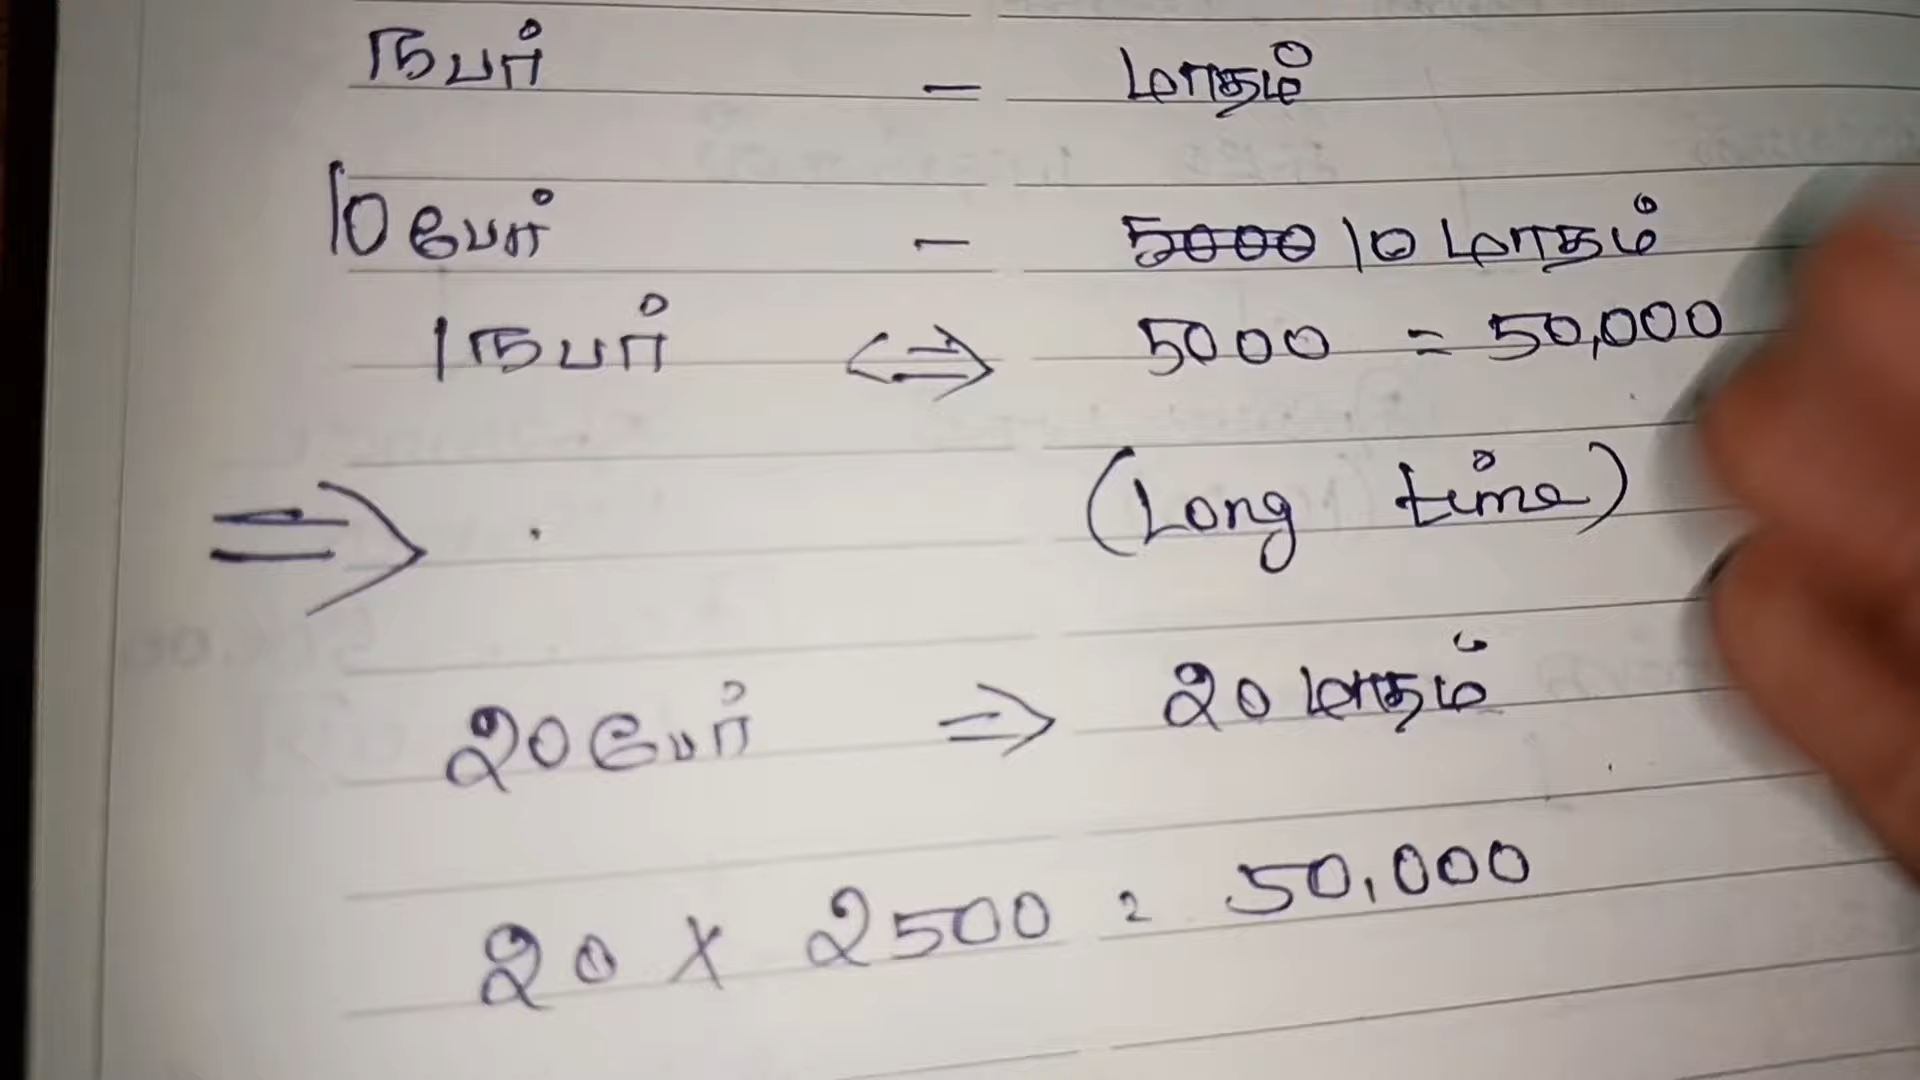 நபர் - மாதம்
10 பேர் - 5000 10 மாதம்
1 நபர் ⇔ 5000 = 50,000
⇒ . (Long time)
20 பேர் ⇒ 20 மாதம்
20 x 2500 = 50,000